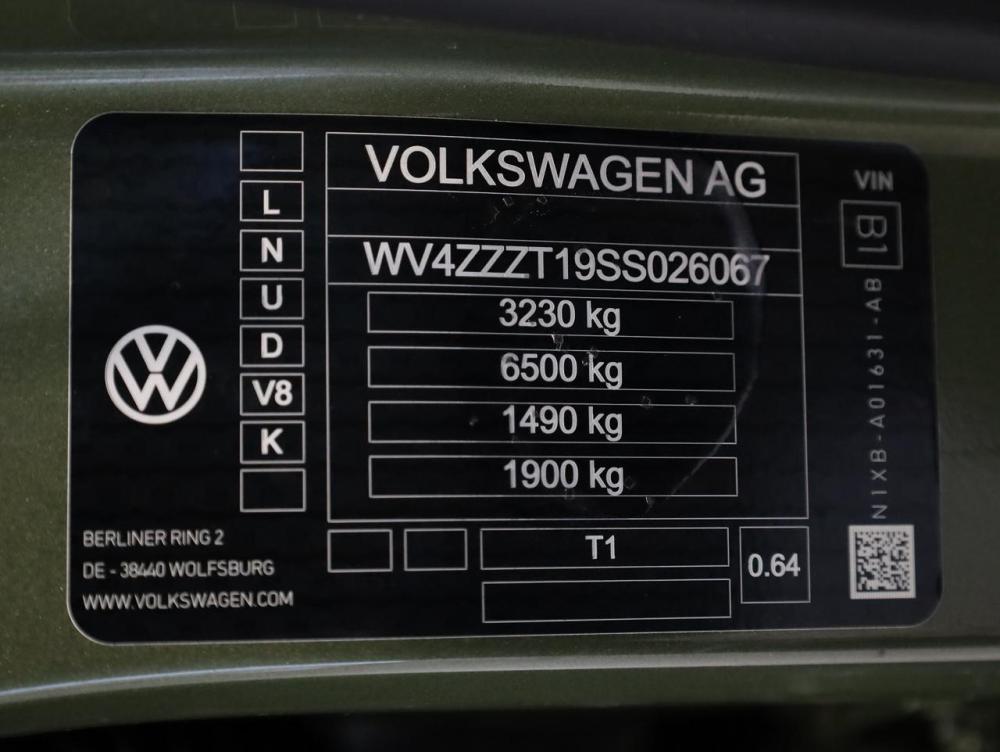 VOLKSWAGEN AG
VIN
L
B1
N
WV4ZZZT19SS026067
U
3230 kg
D
6500 kg
V8
1490 kg
K
1900 kg
N1XB-A01631-AB
BERLINER RING 2
DE - 38440 WOLFSBURG
WWW.VOLKSWAGEN.COM
T1
0.64